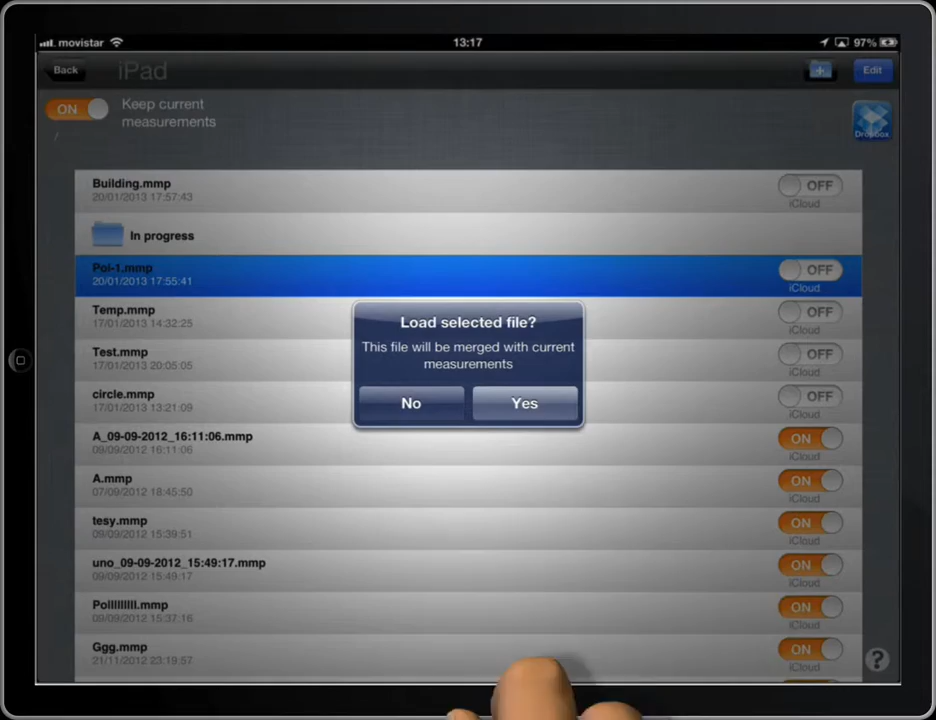 movistar 13:17 97%
Back iPad Edit
ON Keep current
measurements
/
Dropbox
Building.mmp OFF
20/01/2013 17:57:43 iCloud
In progress
Pol-1.mmp OFF
20/01/2013 17:55:41 iCloud
Temp.mmp OFF
17/01/2013 14:32:25 iCloud
Test.mmp OFF
17/01/2013 20:05:05 iCloud
circle.mmp OFF
17/01/2013 13:21:09 iCloud
A_09-09-2012_16:11:06.mmp ON
09/09/2012 16:11:06 iCloud
A.mmp ON
07/09/2012 18:45:50 iCloud
tesy.mmp ON
09/09/2012 15:39:51 iCloud
uno_09-09-2012_15:49:17.mmp ON
09/09/2012 15:49:17 iCloud
ON
09/09/2012 15:37:16 iCloud
Ggg.mmp ON
21/11/2012 23:19:57 iCloud
?
Load selected file?
This file will be merged with current
measurements
No Yes